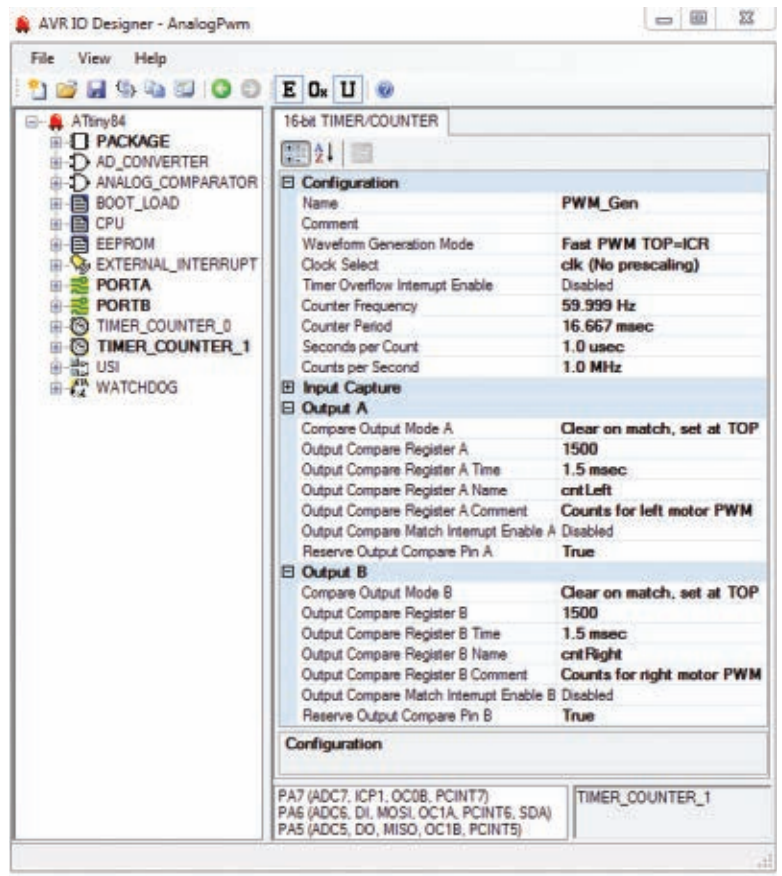 AVR IO Designer - AnalogPwm
File View Help
E 0x U
ATtiny84
PACKAGE
AD_CONVERTER
ANALOG_COMPARATOR
BOOT_LOAD
CPU
EEPROM
EXTERNAL_INTERRUPT
PORTA
PORTB
TIMER_COUNTER_0
TIMER_COUNTER_1
USI
WATCHDOG
16-bit TIMER/COUNTER
Configuration
Name PWM_Gen
Comment
Waveform Generation Mode Fast PWM TOP=ICR
Clock Select clk (No prescaling)
Timer Overflow Interrupt Enable Disabled
Counter Frequency 59.999 Hz
Counter Period 16.667 msec
Seconds per Count 1.0 usec
Counts per Second 1.0 MHz
Input Capture
Output A
Compare Output Mode A Clear on match, set at TOP
Output Compare Register A 1500
Output Compare Register A Time 1.5 msec
Output Compare Register A Name cntLeft
Output Compare Register A Comment Counts for left motor PWM
Output Compare Match Interrupt Enable A Disabled
Reserve Output Compare Pin A True
Output B
Compare Output Mode B Clear on match, set at TOP
Output Compare Register B 1500
Output Compare Register B Time 1.5 msec
Output Compare Register B Name cntRight
Output Compare Register B Comment Counts for right motor PWM
Output Compare Match Interrupt Enable B Disabled
Reserve Output Compare Pin B True
Configuration
PA7 (ADC7, ICP1, OC0B, PCINT7)
PA6 (ADC6, DI, MOSI, OC1A, PCINT6, SDA)
PA5 (ADC5, DO, MISO, OC1B, PCINT5)
TIMER_COUNTER_1